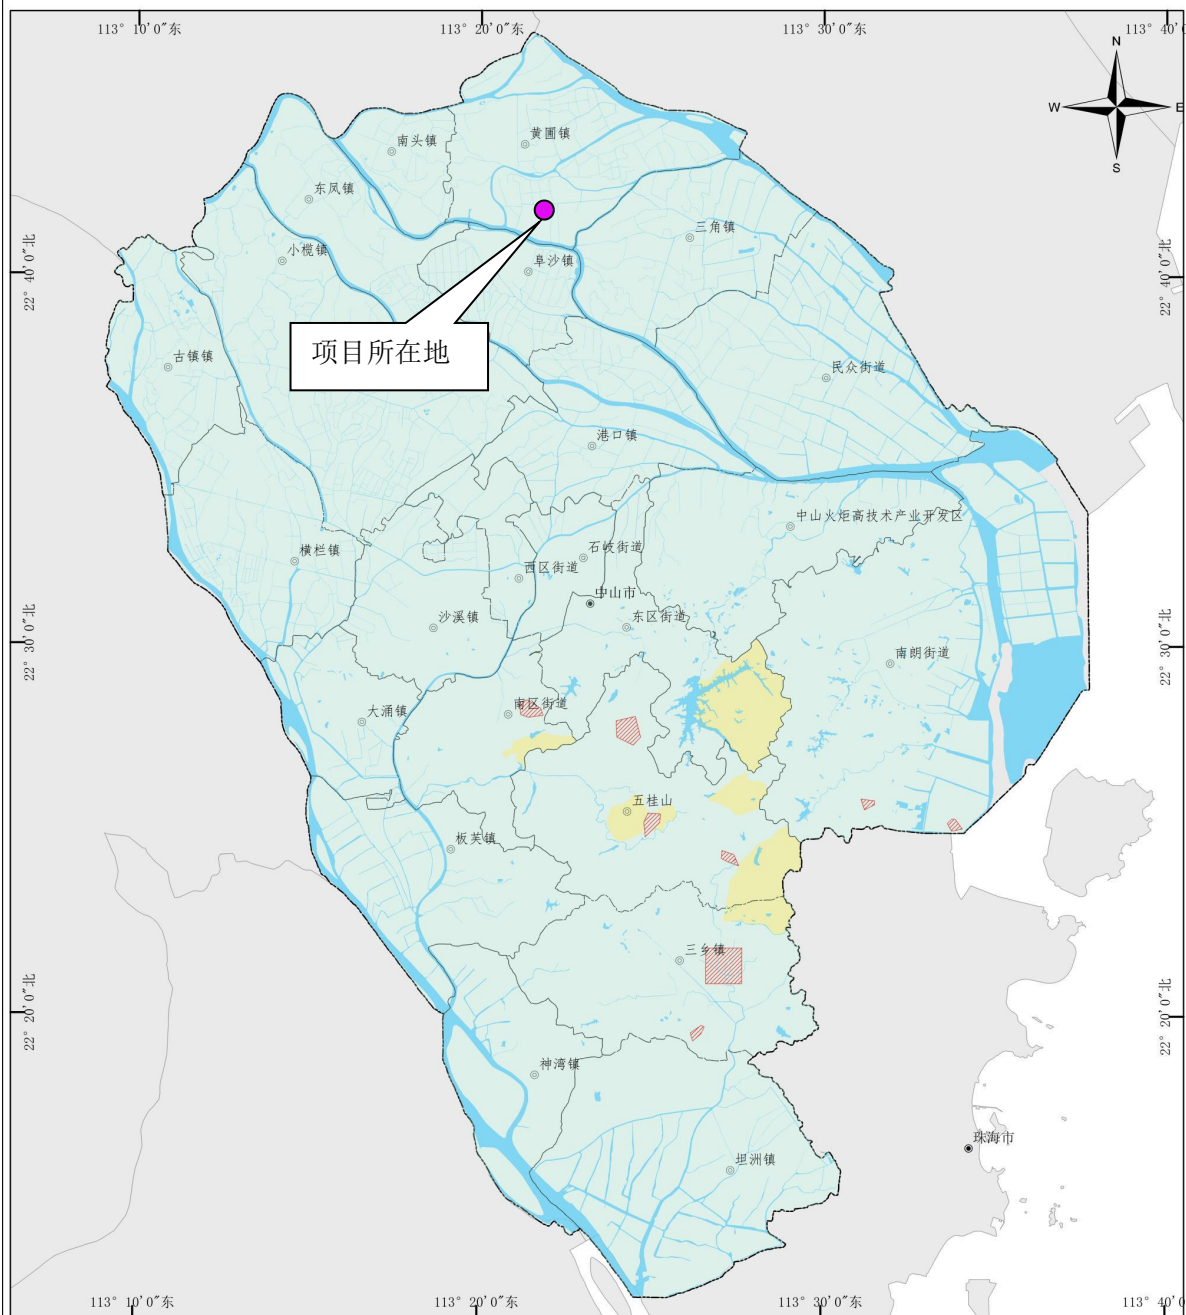 113° 10'0"东
113° 20'0"东
113° 30'0"东
113° 40'
N
W
E
S
南头镇
黄圃镇
东凤镇
三角镇
小榄镇
阜沙镇
22° 40'0"北
22° 40'0"北
项目所在地
古镇镇
民众街道
港口镇
中山火炬高技术产业开发区
石岐街道
横栏镇
西区街道
中山市
沙溪镇
东区街道
22° 30'0"北
22° 30'0"北
南朗街道
大涌镇
南区街道
五桂山
板芙镇
三乡镇
22° 20'0"北
22° 20'0"北
神湾镇
珠海市
坦洲镇
113° 10'0"东
113° 20'0"东
113° 30'0"东
113° 40'0